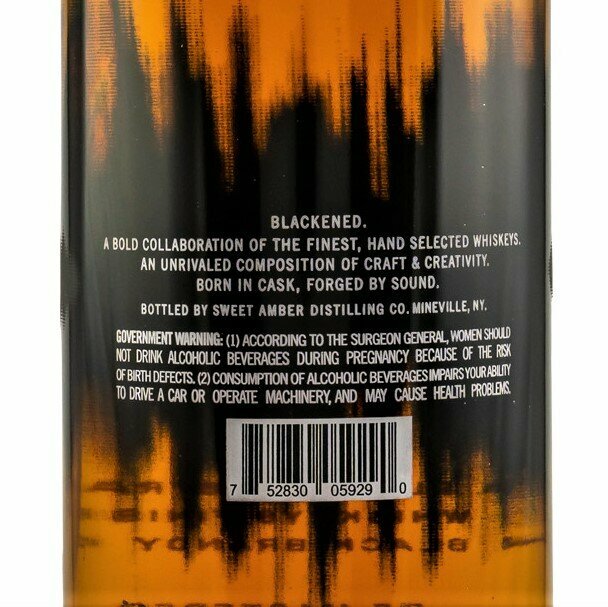 BLACKENED.
A BOLD COLLABORATION OF THE FINEST, HAND SELECTED WHISKEYS.
AN UNRIVALED COMPOSITION OF CRAFT & CREATIVITY.
BORN IN CASK, FORGED BY SOUND.
BOTTLED BY SWEET AMBER DISTILLING CO. MINEVILLE, NY.
GOVERNMENT WARNING: (1) ACCORDING TO THE SURGEON GENERAL, WOMEN SHOULD
NOT DRINK ALCOHOLIC BEVERAGES DURING PREGNANCY BECAUSE OF THE RISK
OF BIRTH DEFECTS. (2) CONSUMPTION OF ALCOHOLIC BEVERAGES IMPAIRS YOUR ABILITY
TO DRIVE A CAR OR OPERATE MACHINERY, AND MAY CAUSE HEALTH PROBLEMS.
7 52830 05929 0